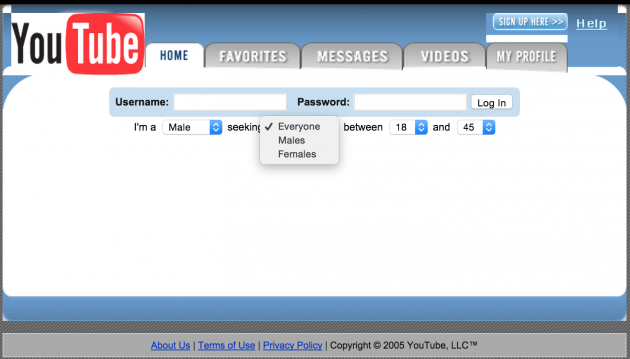 YouTube
SIGN UP HERE >> Help
HOME FAVORITES MESSAGES VIDEOS MY PROFILE
Username: Password: Log In
I'm a Male seeking ✓ Everyone between 18 and 45
Males
Females
About Us | Terms of Use | Privacy Policy | Copyright © 2005 YouTube, LLC™